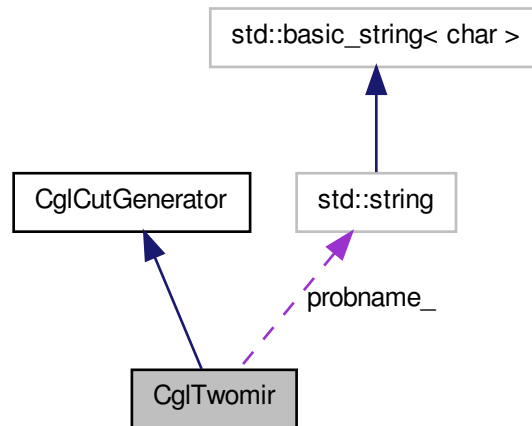 std::basic_string< char >
CglCutGenerator
std::string
probname_
CglTwomir